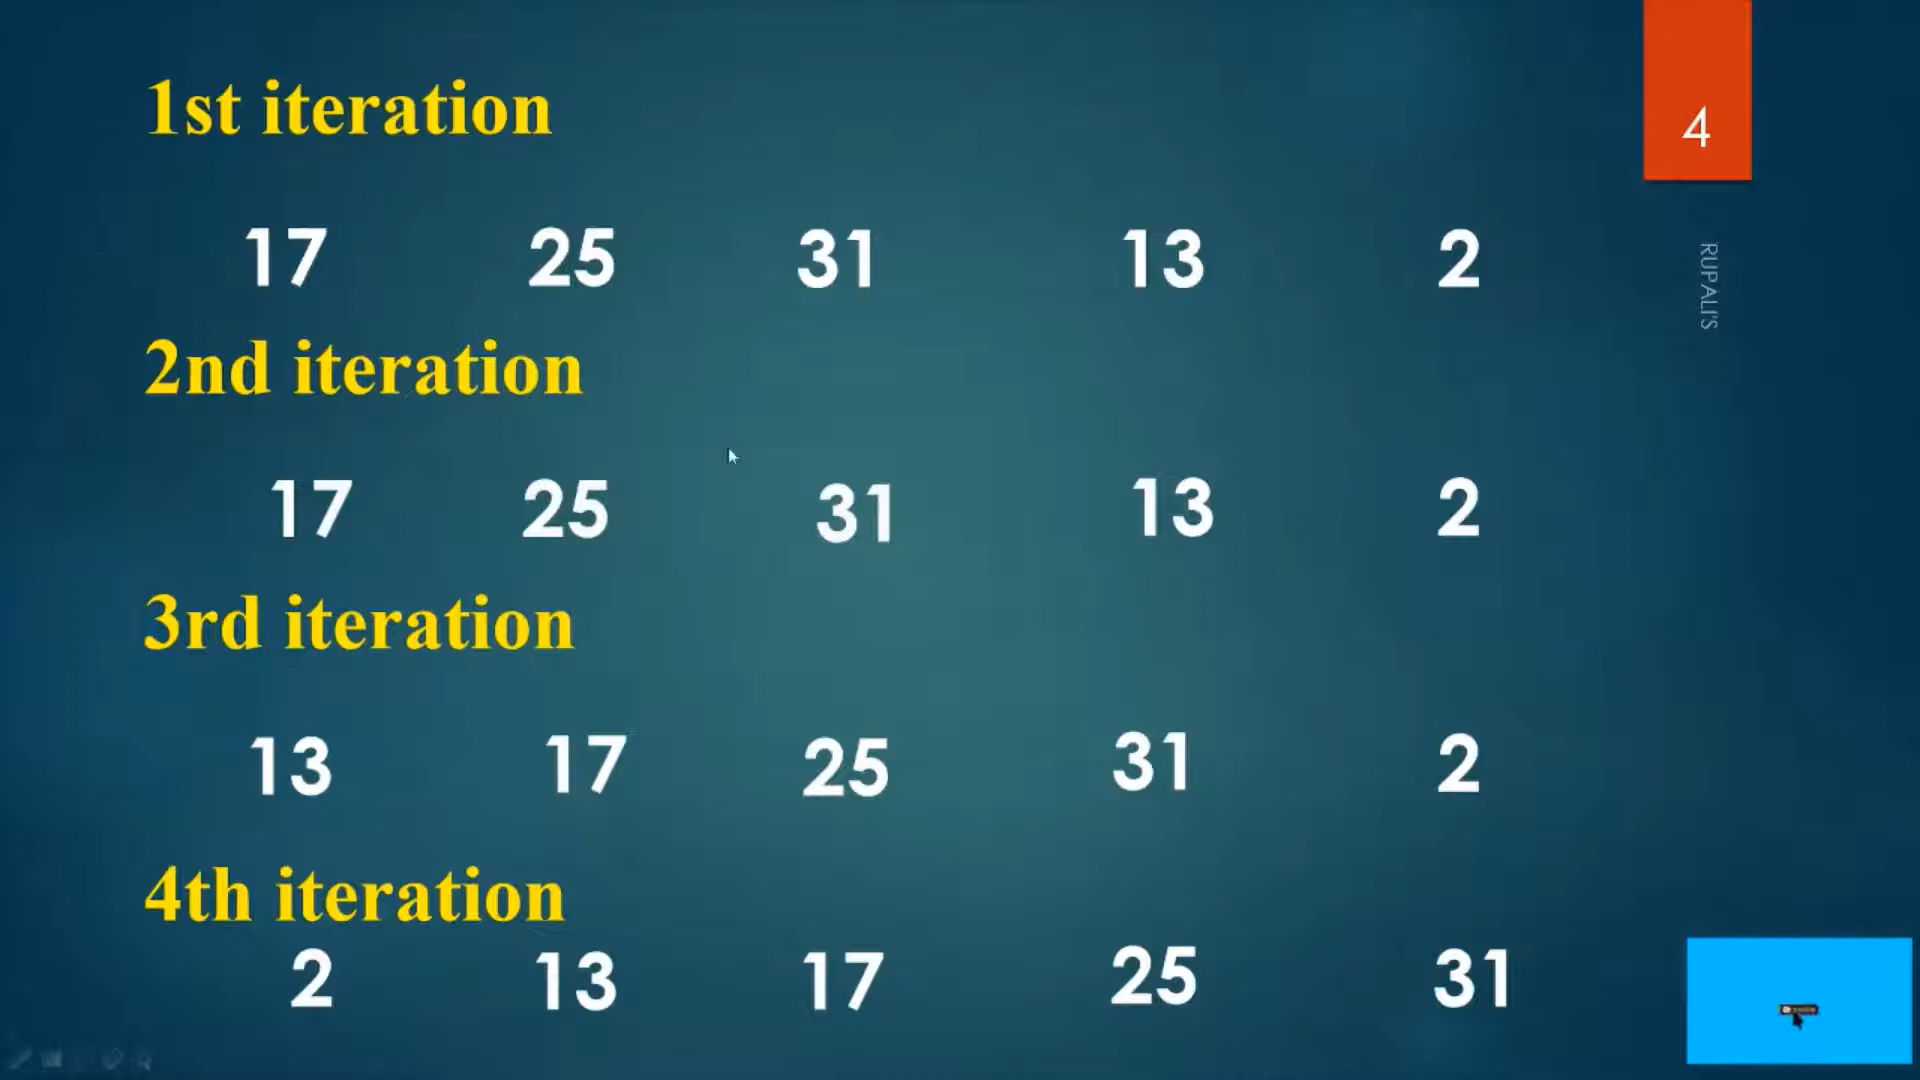 1st iteration
4
17 25 31 13 2
RUPALI'S
2nd iteration
17 25 31 13 2
3rd iteration
13 17 25 31 2
4th iteration
2 13 17 25 31